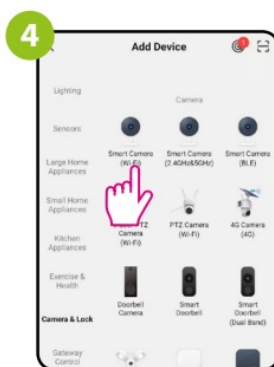 4
Add Device
Lighting
Camera
Sensors
Smart Camera
(Wi-Fi)
Smart Camera
(2.4GHz&5GHz)
Smart Camera
(BLE)
Large Home
Appliances
Small Home
Appliances
PTZ
Camera
(Wi-Fi)
PTZ Camera
(Wi-Fi)
4G Camera
(4G)
Kitchen
Appliances
Exercise &
Health
Doorbell
Camera
Smart
Doorbell
Smart
Doorbell
(Dual Band)
Camera & Lock
Gateway
Control